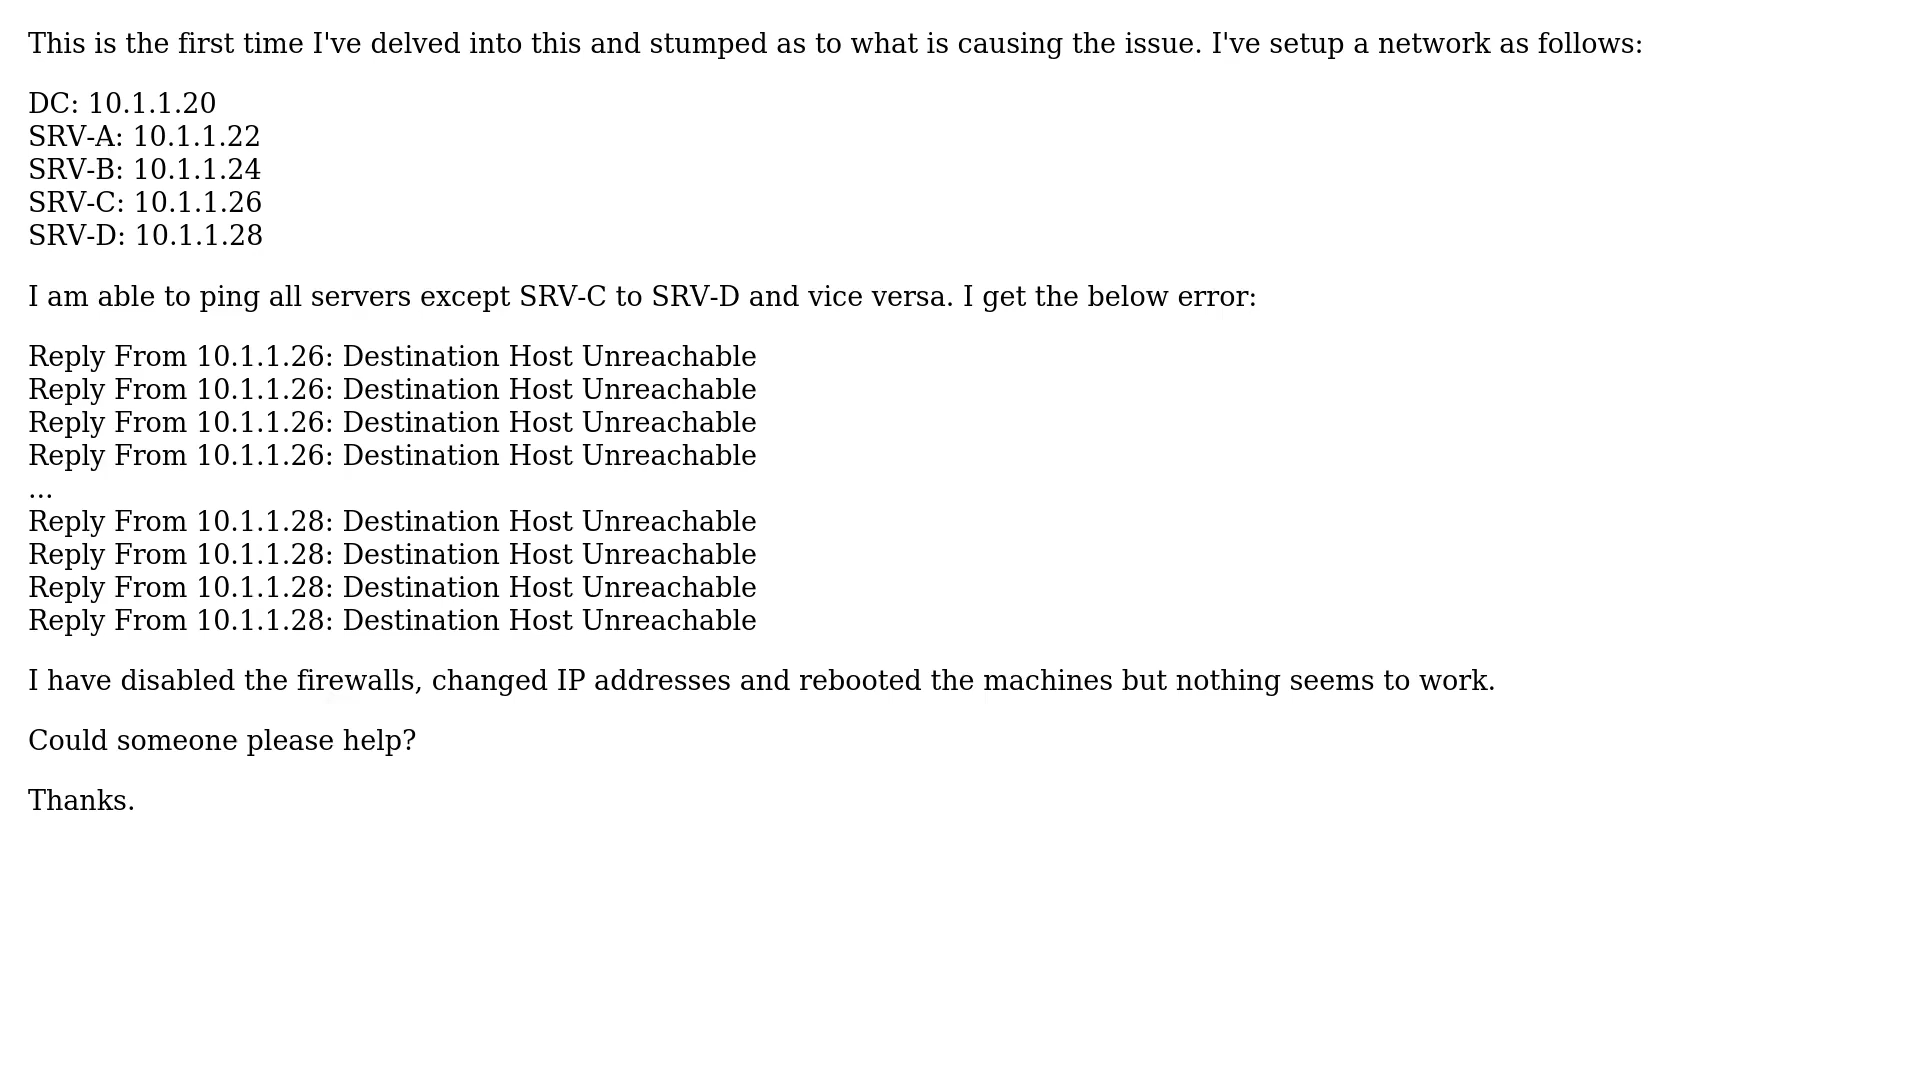 This is the first time I've delved into this and stumped as to what is causing the issue. I've setup a network as follows:
DC: 10.1.1.20
SRV-A: 10.1.1.22
SRV-B: 10.1.1.24
SRV-C: 10.1.1.26
SRV-D: 10.1.1.28
I am able to ping all servers except SRV-C to SRV-D and vice versa. I get the below error:
Reply From 10.1.1.26: Destination Host Unreachable
Reply From 10.1.1.26: Destination Host Unreachable
Reply From 10.1.1.26: Destination Host Unreachable
Reply From 10.1.1.26: Destination Host Unreachable
...
Reply From 10.1.1.28: Destination Host Unreachable
Reply From 10.1.1.28: Destination Host Unreachable
Reply From 10.1.1.28: Destination Host Unreachable
Reply From 10.1.1.28: Destination Host Unreachable
I have disabled the firewalls, changed IP addresses and rebooted the machines but nothing seems to work.
Could someone please help?
Thanks.